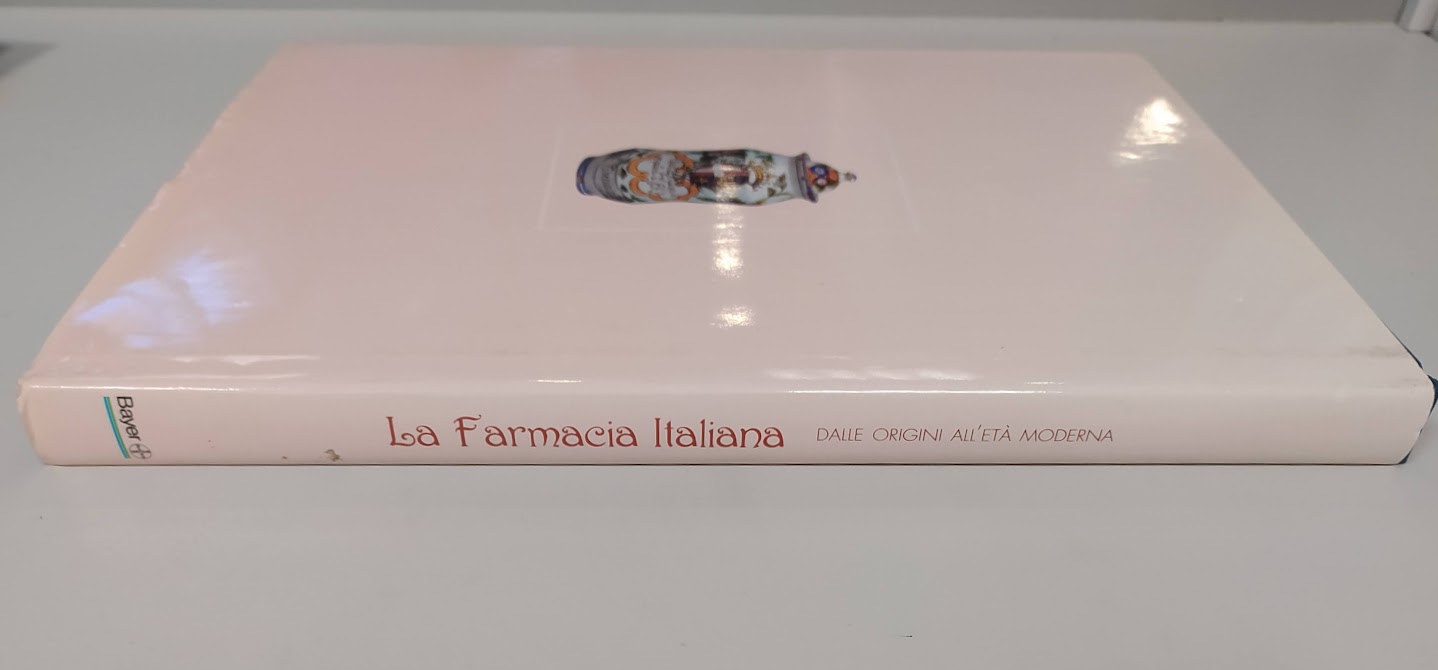 La Farmacia Italiana DALLE ORIGINI ALL'ETÀ MODERNA
Bayer